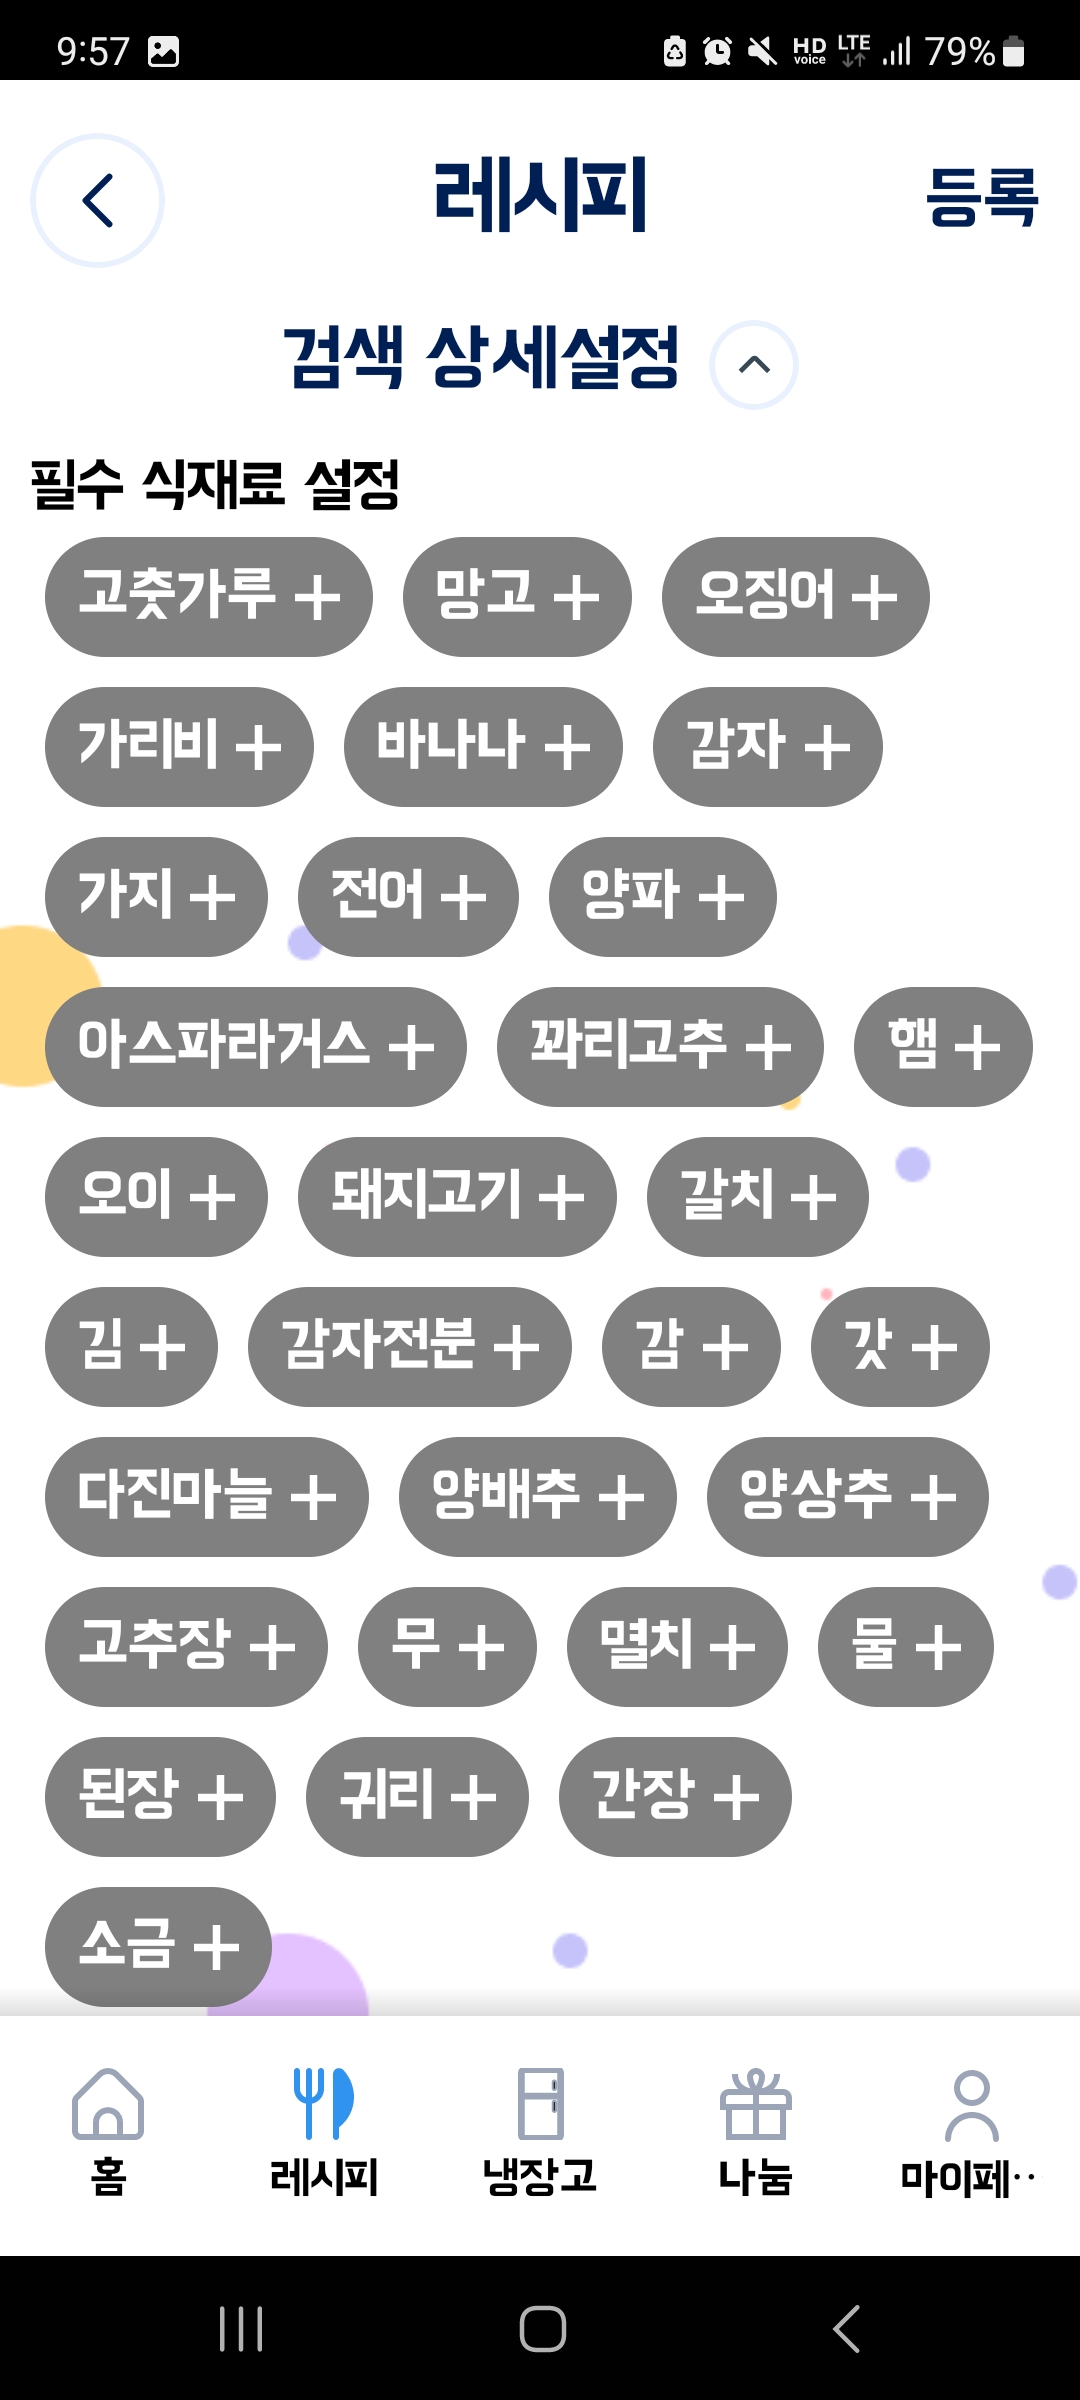 9:57 HD voice LTE 79%
레시피 등록
검색 상세설정
필수 식재료 설정
고춧가루 + 망고 + 오징어 +
가리비 + 바나나 + 감자 +
가지 + 전어 + 양파 +
아스파라거스 + 꽈리고추 + 햄 +
오이 + 돼지고기 + 갈치 +
김 + 감자전분 + 감 + 갓 +
다진마늘 + 양배추 + 양상추 +
고추장 + 무 + 멸치 + 물 +
된장 + 귀리 + 간장 +
소금 +
홈 레시피 냉장고 나눔 마이페···